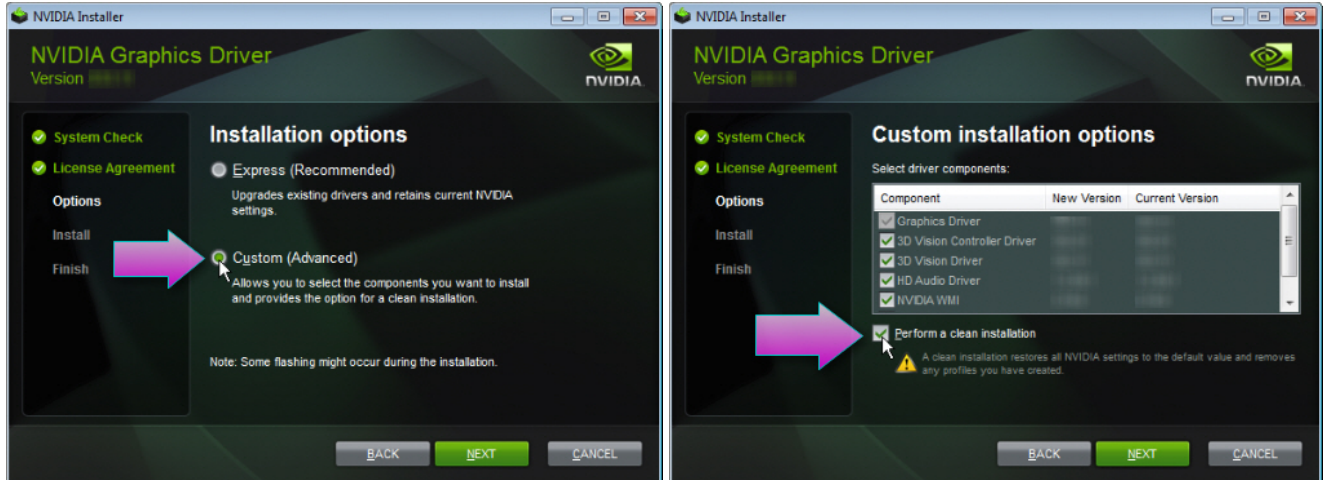 NVIDIA Installer
NVIDIA Graphics Driver
Version
NVIDIA.
System Check
License Agreement
Options
Install
Finish
Installation options
Express (Recommended)
Upgrades existing drivers and retains current NVIDIA
settings.
Custom (Advanced)
Allows you to select the components you want to install
and provides the option for a clean installation.
Note: Some flashing might occur during the installation.
BACK NEXT CANCEL
NVIDIA Installer
NVIDIA Graphics Driver
Version
NVIDIA.
System Check
License Agreement
Options
Install
Finish
Custom installation options
Select driver components:
Component New Version Current Version
Graphics Driver
3D Vision Controller Driver
3D Vision Driver
HD Audio Driver
NVIDIA WMI
Perform a clean installation
A clean installation restores all NVIDIA settings to the default value and removes
any profiles you have created.
BACK NEXT CANCEL